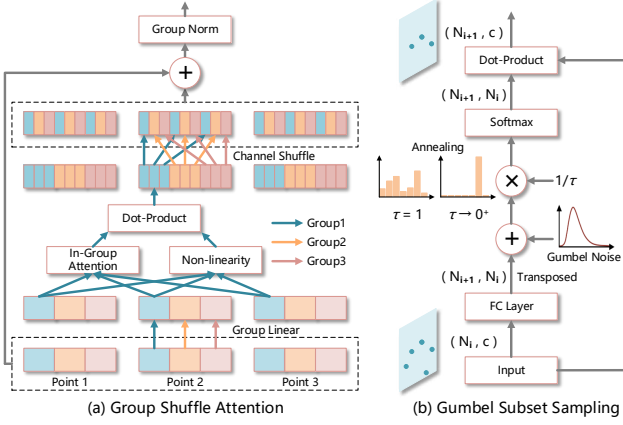 Group Norm
+
Channel Shuffle
Dot-Product
In-Group
Attention
Non-linearity
Group1
Group2
Group3
Group Linear
Point 1
Point 2
Point 3
(a) Group Shuffle Attention
(N_{i+1}, c)
Dot-Product
(N_{i+1}, N_i)
Softmax
Annealing
τ = 1
τ → 0⁺
×
1/τ
+
Gumbel Noise
(N_{i+1}, N_i) Transposed
FC Layer
(N_i, c)
Input
(b) Gumbel Subset Sampling